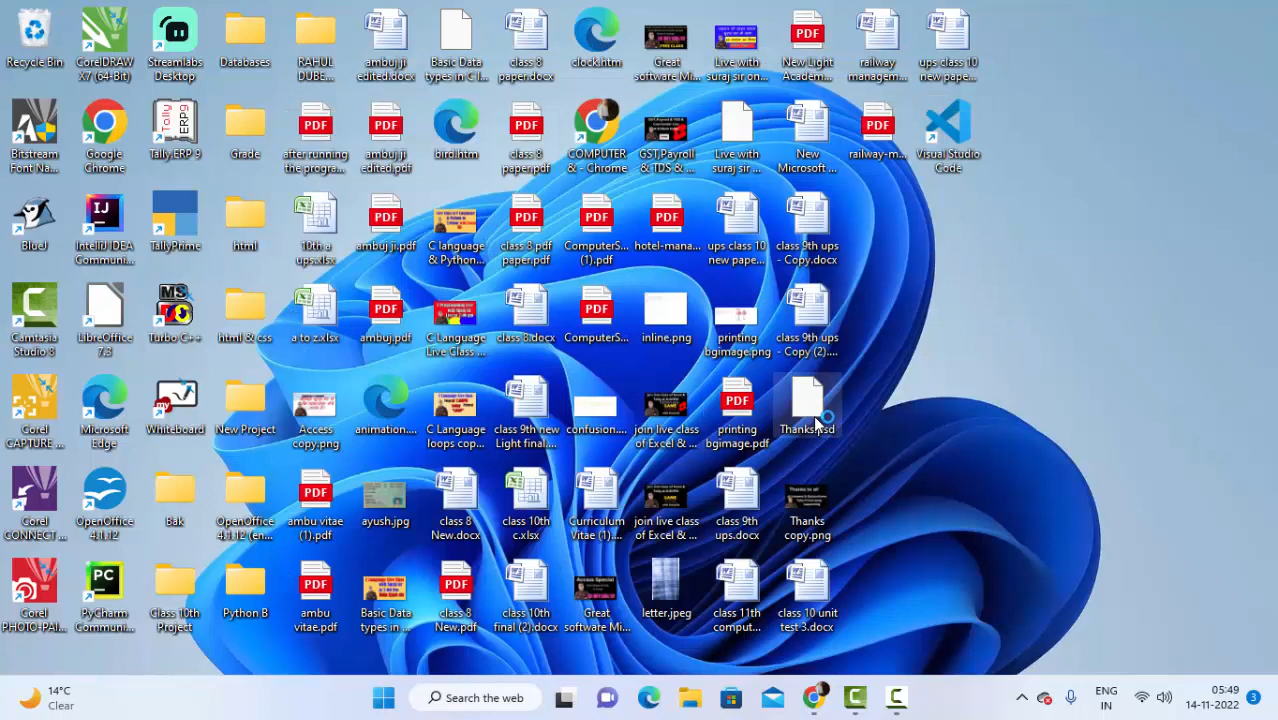 Recycle Bin
CorelDRAW X7 (64-Bit)
Streamlabs Desktop
Databases
RAHUL DUBE...
ambuj ji edited.docx
Basic Data types in C l...
class 8 paper.docx
clock.htm
Great software Mi...
Live with suraj sir on...
New Light Academ...
railway managem...
ups class 10 new pape...
Bitstream Font Na...
Google Chrome
Tally.ERP 9
Grade
after running the progra...
ambuj ji edited.pdf
bird.htm
class 8 paper.pdf
COMPUTER & - Chrome
GST,Payroll & TDS & ...
Live with suraj sir ...
New Microsoft ...
railway-m...
Visual Studio Code
BlueJ
IntelliJ IDEA Communi...
TallyPrime
html
10th a ups.xlsx
ambuj ji.pdf
C language & Python...
class 8 pdf paper.pdf
ComputerS... (1).pdf
hotel-mana...
ups class 10 new pape...
class 9th ups - Copy.docx
Camtasia Studio 8
LibreOffice 7.3
Turbo C++
html & css
a to z.xlsx
ambuj.pdf
C Language Live Class ...
class 8.docx
ComputerS...
inline.png
printing bgimage.png
class 9th ups - Copy (2)....
Corel CAPTURE ...
Microsoft Edge
Whiteboard
New Project
Access copy.png
animation....
C Language loops cop...
class 9th new Light final....
confusion....
join live class of Excel & ...
printing bgimage.pdf
Thanks.psd
Corel CONNECT ...
OpenOffice 4.1.12
Bak
OpenOffice 4.1.12 (en...
ambu vitae (1).pdf
ayush.jpg
class 8 New.docx
class 10th c.xlsx
Curriculum Vitae (1)....
join live class of Excel & ...
class 9th ups.docx
Thanks copy.png
Corel PHOTO-PAI...
PyCharm Communi...
Class 10th Project
Python B
ambu vitae.pdf
Basic Data types in ...
class 8 New.pdf
class 10th final (2).docx
Great software Mi...
letter.jpeg
class 11th comput...
class 10 unit test 3.docx
14°C
Clear
Search the web
ENG
IN
05:49
14-11-2022
3